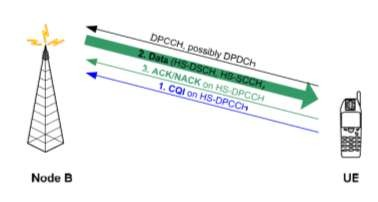 DPCCH, possibly DPDCh
2. Data (HS-DSCH, HS-SCCH,
3. ACK/NACK on HS-DPCCH
1. CQI on HS-DPCCH
Node B
UE